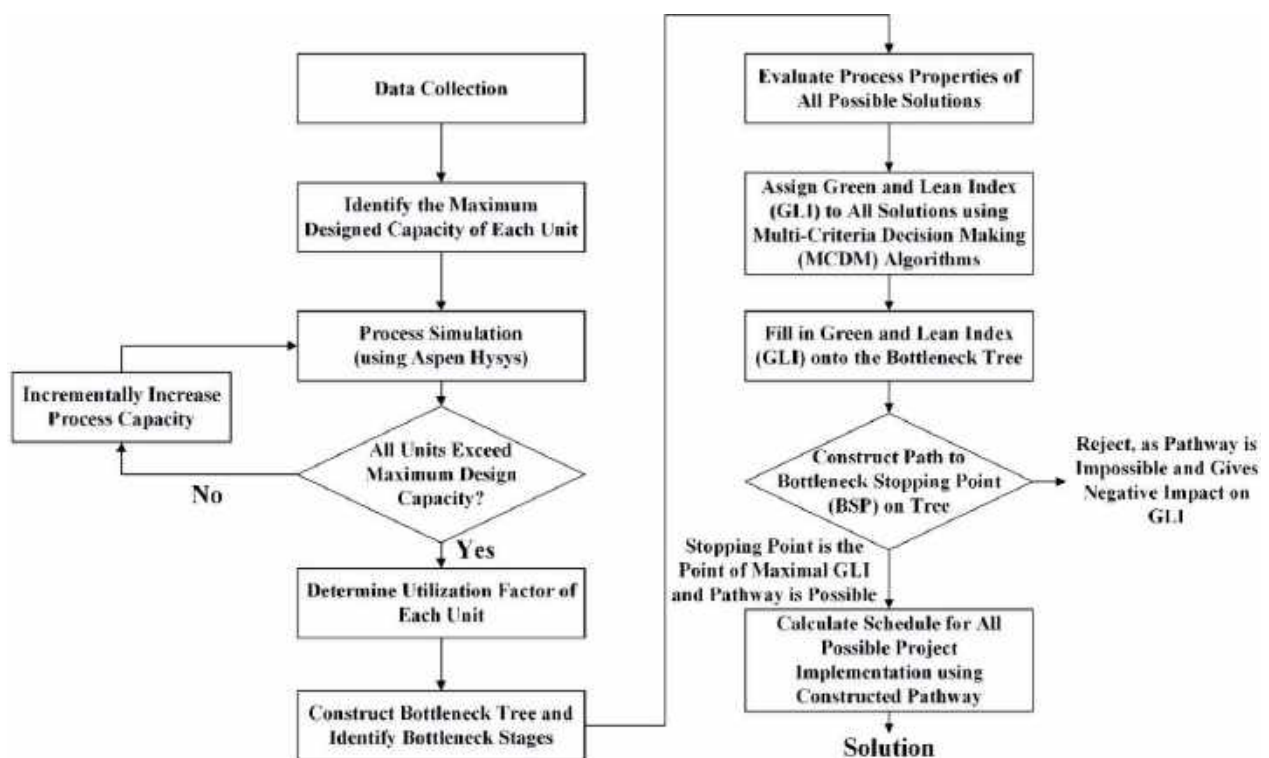 Data Collection
Identify the Maximum
Designed Capacity of Each Unit
Process Simulation
(using Aspen Hysys)
Incrementally Increase
Process Capacity
All Units Exceed
Maximum Design
Capacity?
No
Yes
Determine Utilization Factor of
Each Unit
Construct Bottleneck Tree and
Identify Bottleneck Stages
Evaluate Process Properties of
All Possible Solutions
Assign Green and Lean Index
(GLI) to All Solutions using
Multi-Criteria Decision Making
(MCDM) Algorithms
Fill in Green and Lean Index
(GLI) onto the Bottleneck Tree
Construct Path to
Bottleneck Stopping Point
(BSP) on Tree
Reject, as Pathway is
Impossible and Gives
Negative Impact on
GLI
Stopping Point is the
Point of Maximal GLI
and Pathway is Possible
Calculate Schedule for All
Possible Project
Implementation using
Constructed Pathway
Solution